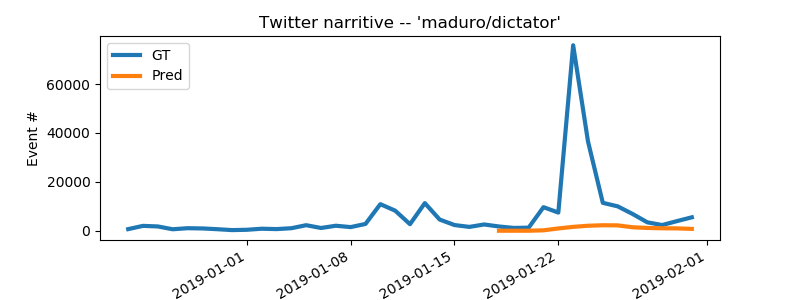 Twitter narritive -- 'maduro/dictator'
GT
Pred
Event #
60000
40000
20000
0
2019-01-01
2019-01-08
2019-01-15
2019-01-22
2019-02-01